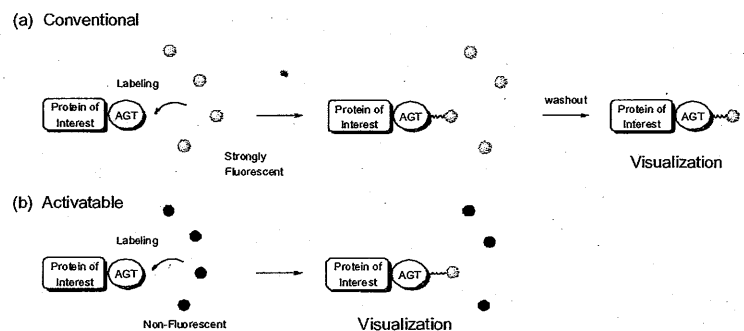 (a) Conventional
Labeling
Protein of
Interest
AGT
Strongly
Fluorescent
Protein of
Interest
AGT
washout
Protein of
Interest
AGT
Visualization
(b) Activatable
Labeling
Protein of
Interest
AGT
Non-Fluorescent
Protein of
Interest
AGT
Visualization